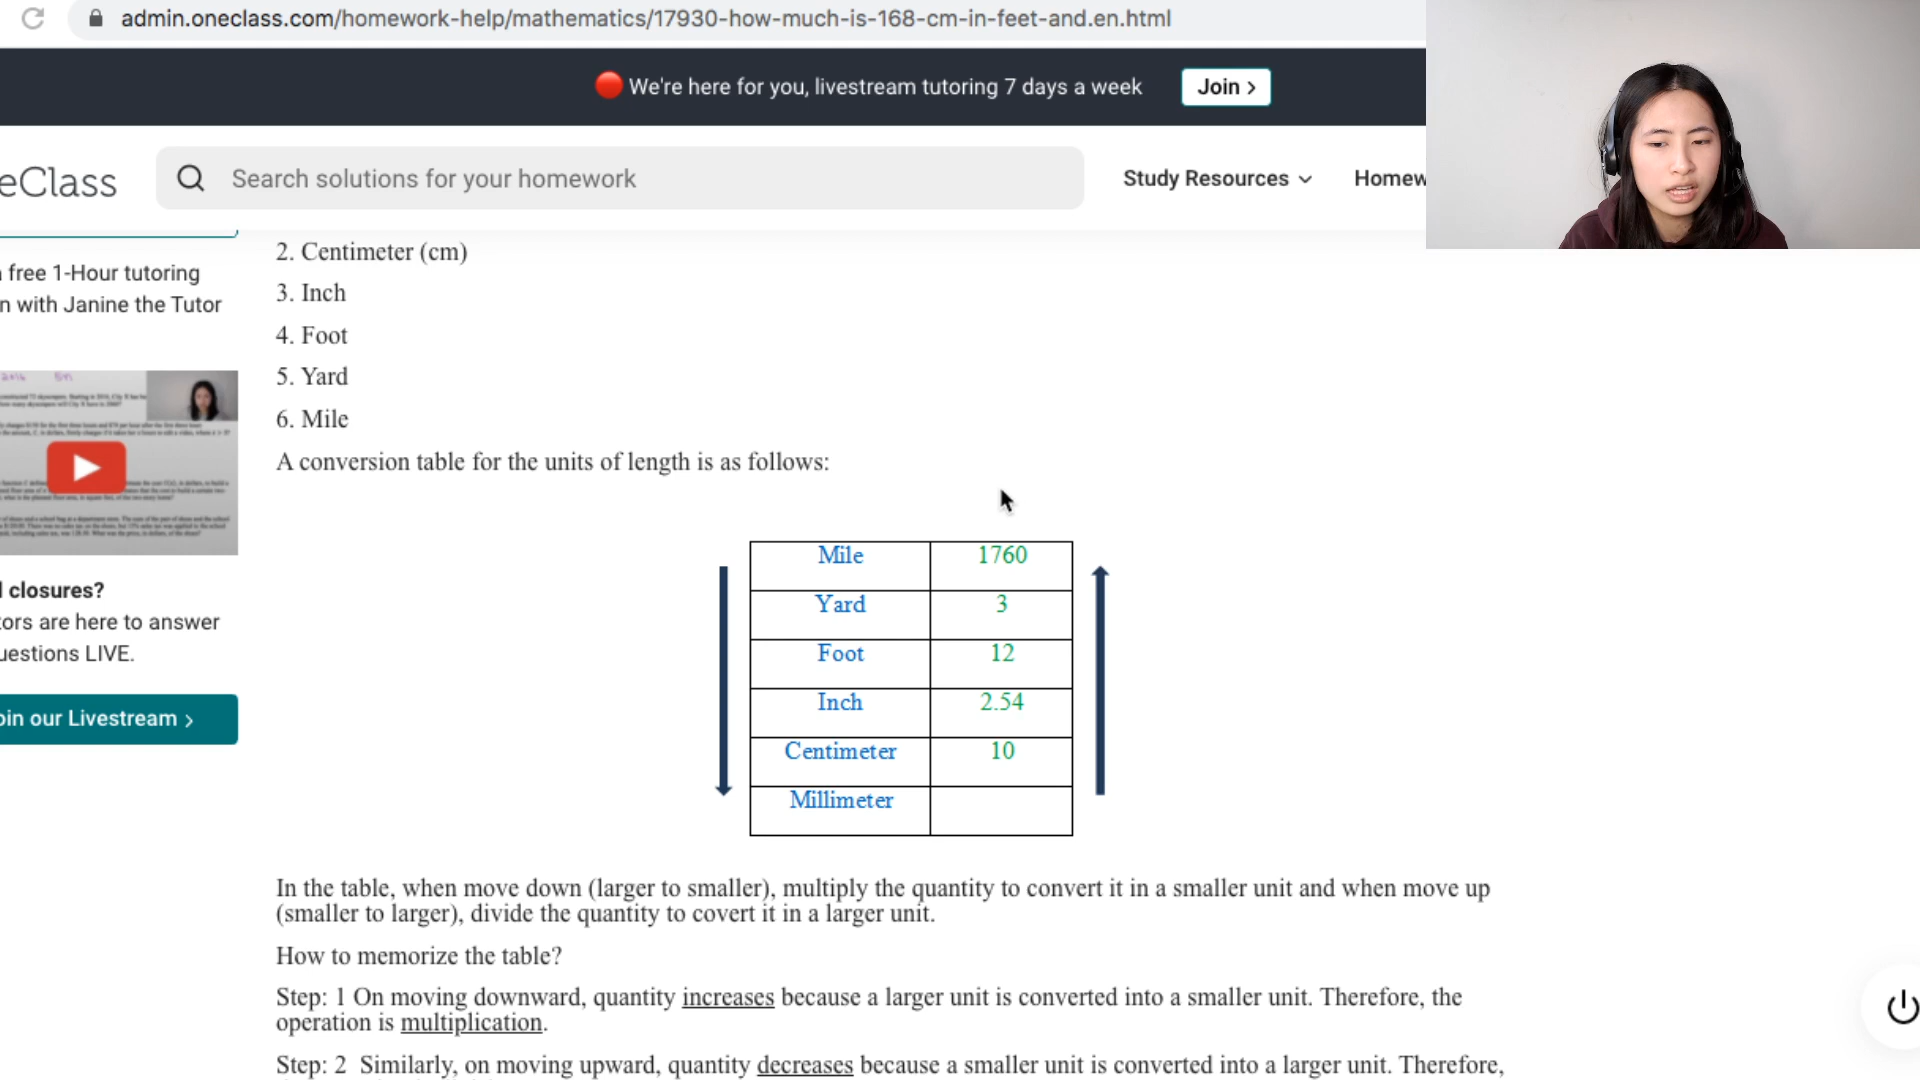 admin.oneclass.com/homework-help/mathematics/17930-how-much-is-168-cm-in-feet-and.en.html
We're here for you, livestream tutoring 7 days a week
Join >
eClass
Search solutions for your homework
Study Resources
Homew
free 1-Hour tutoring
n with Janine the Tutor
closures?
tors are here to answer
uestions LIVE.
oin our Livestream >
2. Centimeter (cm)
3. Inch
4. Foot
5. Yard
6. Mile
A conversion table for the units of length is as follows:
Mile 1760
Yard 3
Foot 12
Inch 2.54
Centimeter 10
Millimeter
In the table, when move down (larger to smaller), multiply the quantity to convert it in a smaller unit and when move up
(smaller to larger), divide the quantity to covert it in a larger unit.
How to memorize the table?
Step: 1 On moving downward, quantity increases because a larger unit is converted into a smaller unit. Therefore, the
operation is multiplication.
Step: 2 Similarly, on moving upward, quantity decreases because a smaller unit is converted into a larger unit. Therefore,